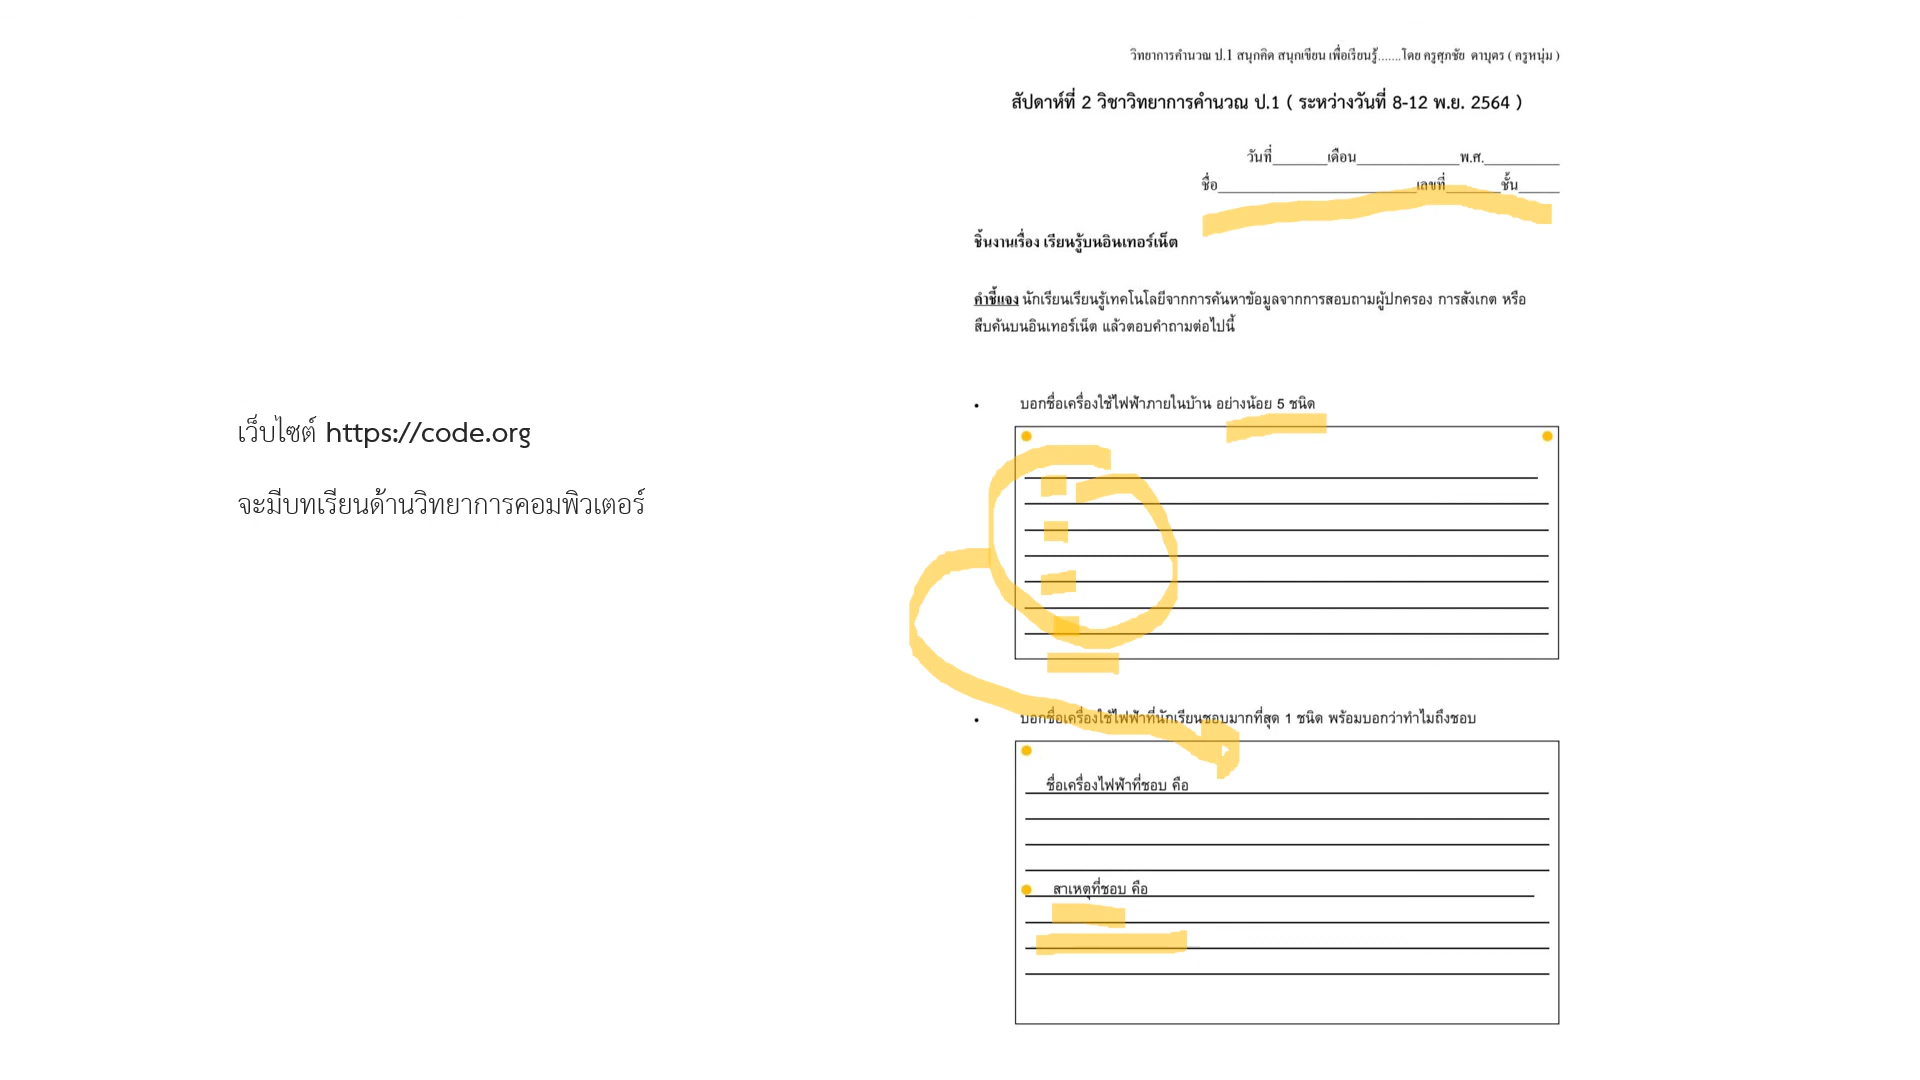 เว็บไซต์ https://code.org
จะมีบทเรียนด้านวิทยาการคอมพิวเตอร์
วิทยาการคำนวณ ป.1 สนุกคิด สนุกเขียน เพื่อเรียนรู้.......โดย ครูศุภชัย ดาบุตร ( ครูหนุ่ม )
สัปดาห์ที่ 2 วิชาวิทยาการคำนวณ ป.1 ( ระหว่างวันที่ 8-12 พ.ย. 2564 )
วันที่_______เดือน_____________พ.ศ._________
ชื่อ_________________________เลขที่_______ชั้น_____
ชิ้นงานเรื่อง เรียนรู้บนอินเทอร์เน็ต
คำชี้แจง นักเรียนเรียนรู้เทคโนโลยีจากการค้นหาข้อมูลจากการสอบถามผู้ปกครอง การสังเกต หรือ
สืบค้นบนอินเทอร์เน็ต แล้วตอบคำถามต่อไปนี้
• บอกชื่อเครื่องใช้ไฟฟ้าภายในบ้าน อย่างน้อย 5 ชนิด
• บอกชื่อเครื่องใช้ไฟฟ้าที่นักเรียนชอบมากที่สุด 1 ชนิด พร้อมบอกว่าทำไมถึงชอบ
ชื่อเครื่องไฟฟ้าที่ชอบ คือ
สาเหตุที่ชอบ คือ